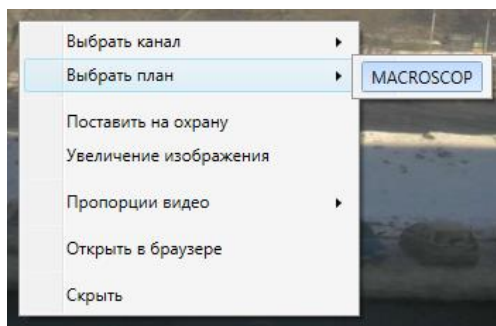 Выбрать канал
Выбрать план
MACROSCOP
Поставить на охрану
Увеличение изображения
Пропорции видео
Открыть в браузере
Скрыть